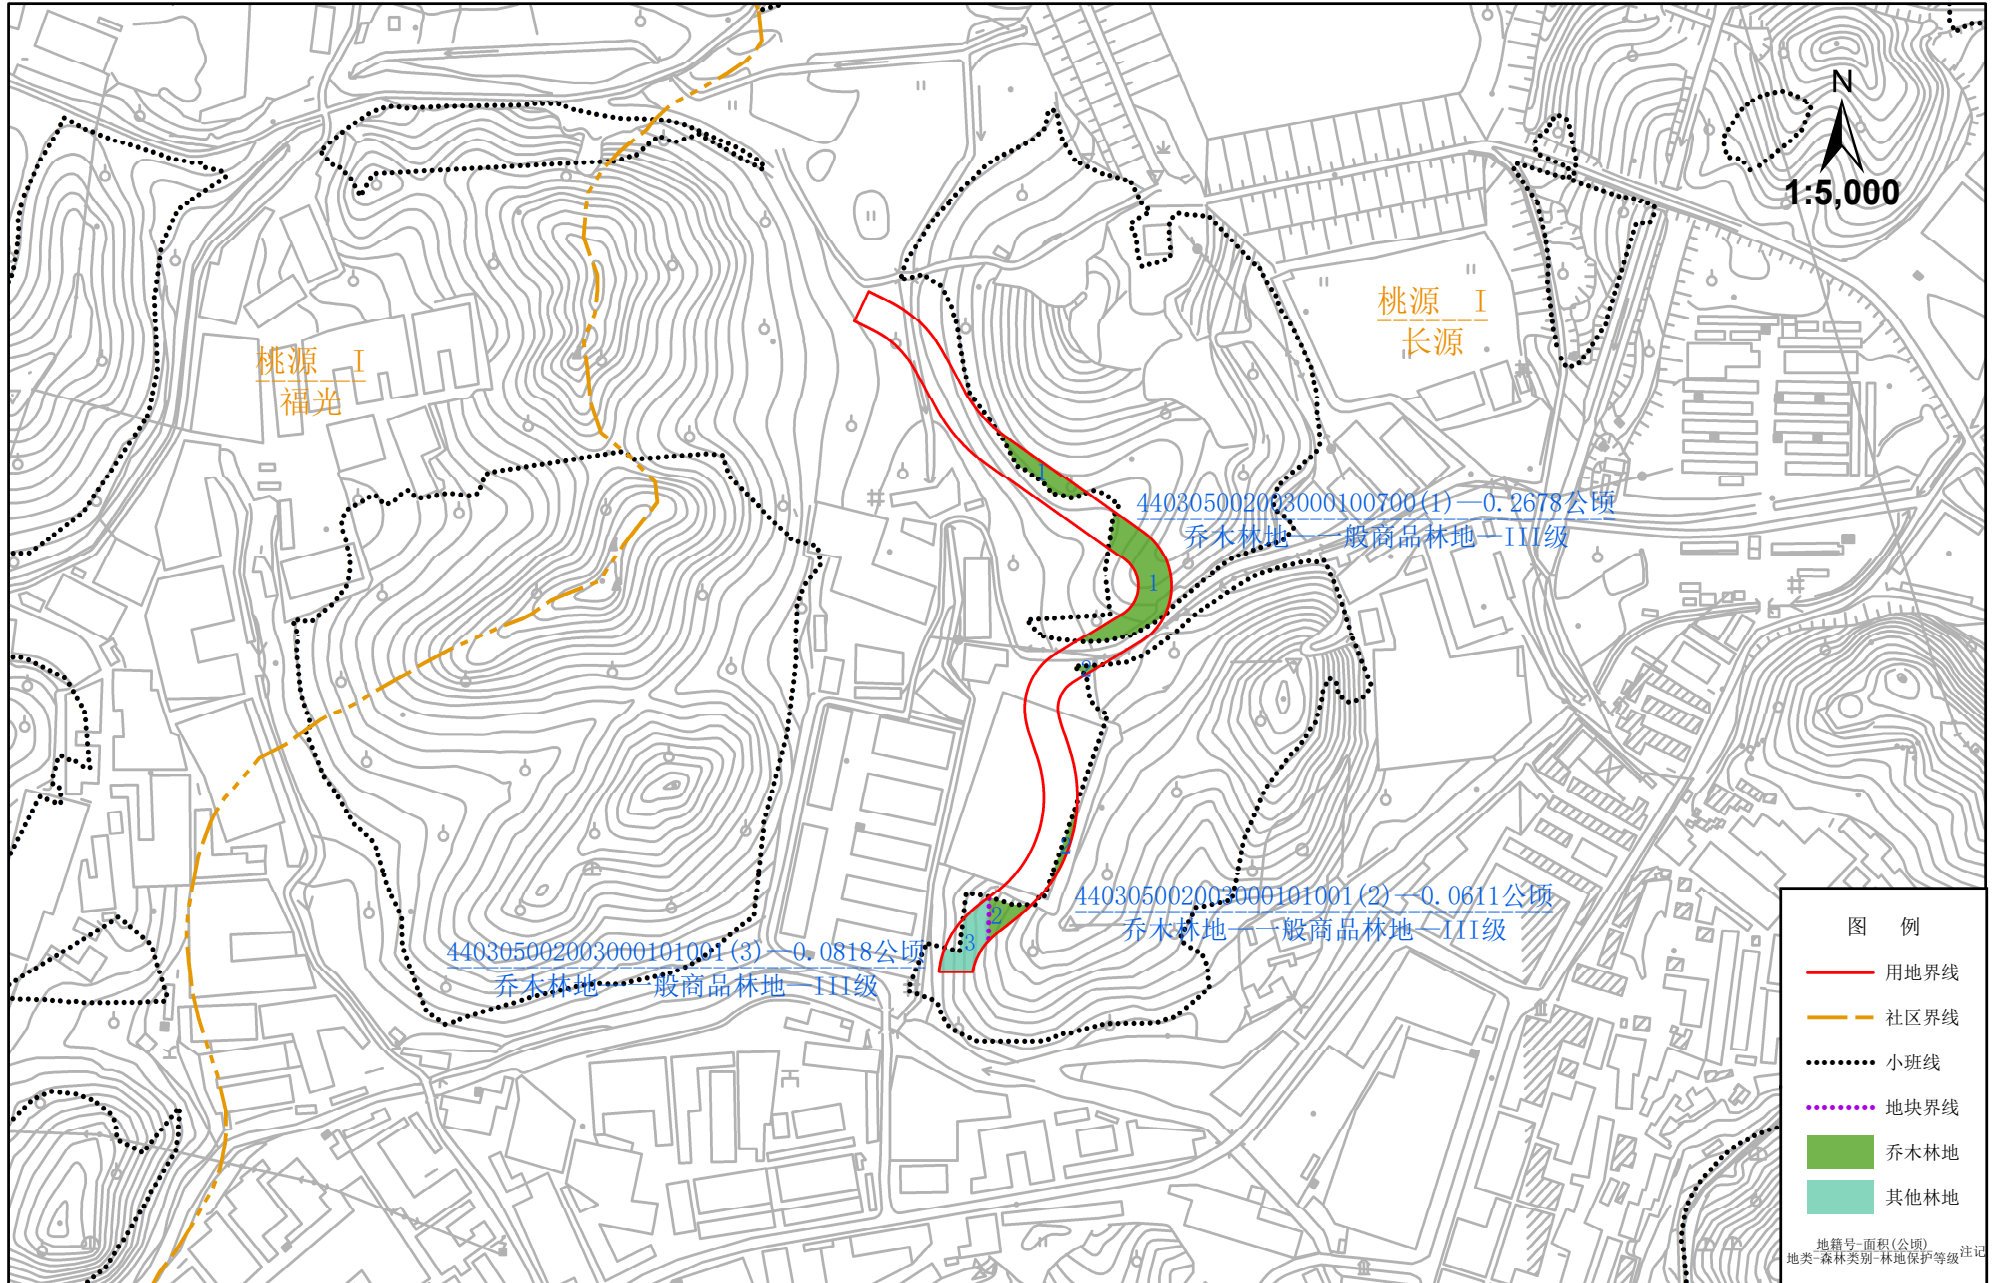 N
1:5,000
桃源 I
长源
桃源 I
福光
1
440305002003000100700(1)—0.2678公顷
乔木林地—一般商品林地—III级
1
2
2
440305002003000101001(2)—0.0611公顷
乔木林地—一般商品林地—III级
2
3
440305002003000101001(3)—0.0818公顷
乔木林地—一般商品林地—III级
图 例
用地界线
社区界线
小班线
地块界线
乔木林地
其他林地
地籍号-面积(公顷)
地类-森林类别-林地保护等级 注记